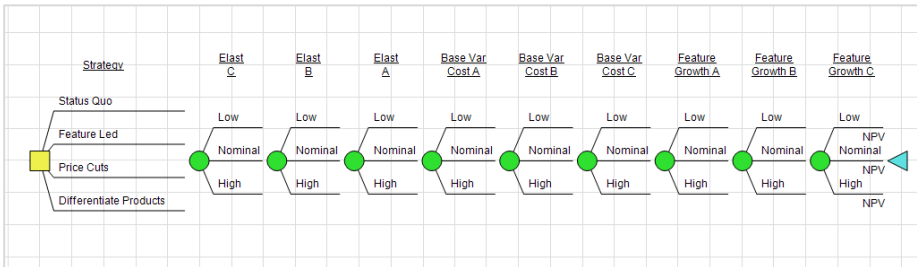 Strategy
Elast C
Elast B
Elast A
Base Var Cost A
Base Var Cost B
Base Var Cost C
Feature Growth A
Feature Growth B
Feature Growth C
Status Quo
Feature Led
Price Cuts
Differentiate Products
Low
Nominal
High
Low
Nominal
High
Low
Nominal
High
Low
Nominal
High
Low
Nominal
High
Low
Nominal
High
Low
Nominal
High
Low
Nominal
High
Low
NPV
Nominal
NPV
High
NPV